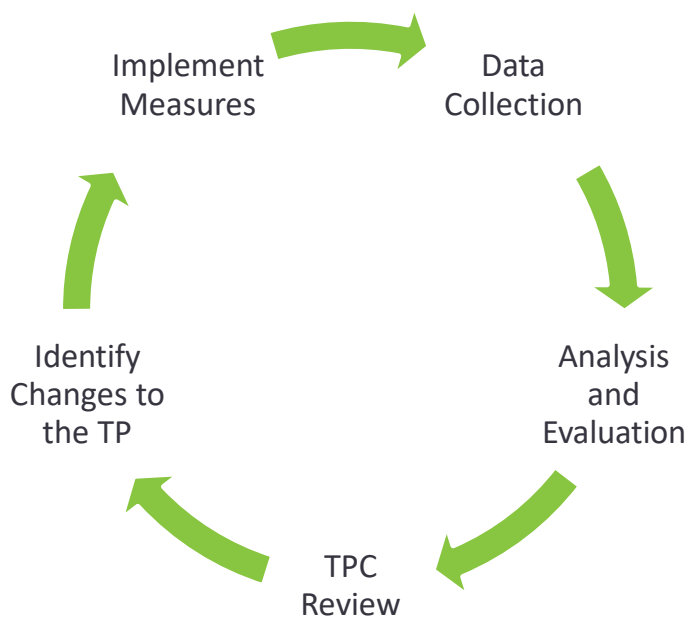 Implement
Measures
Data
Collection
Analysis
and
Evaluation
TPC
Review
Identify
Changes to
the TP